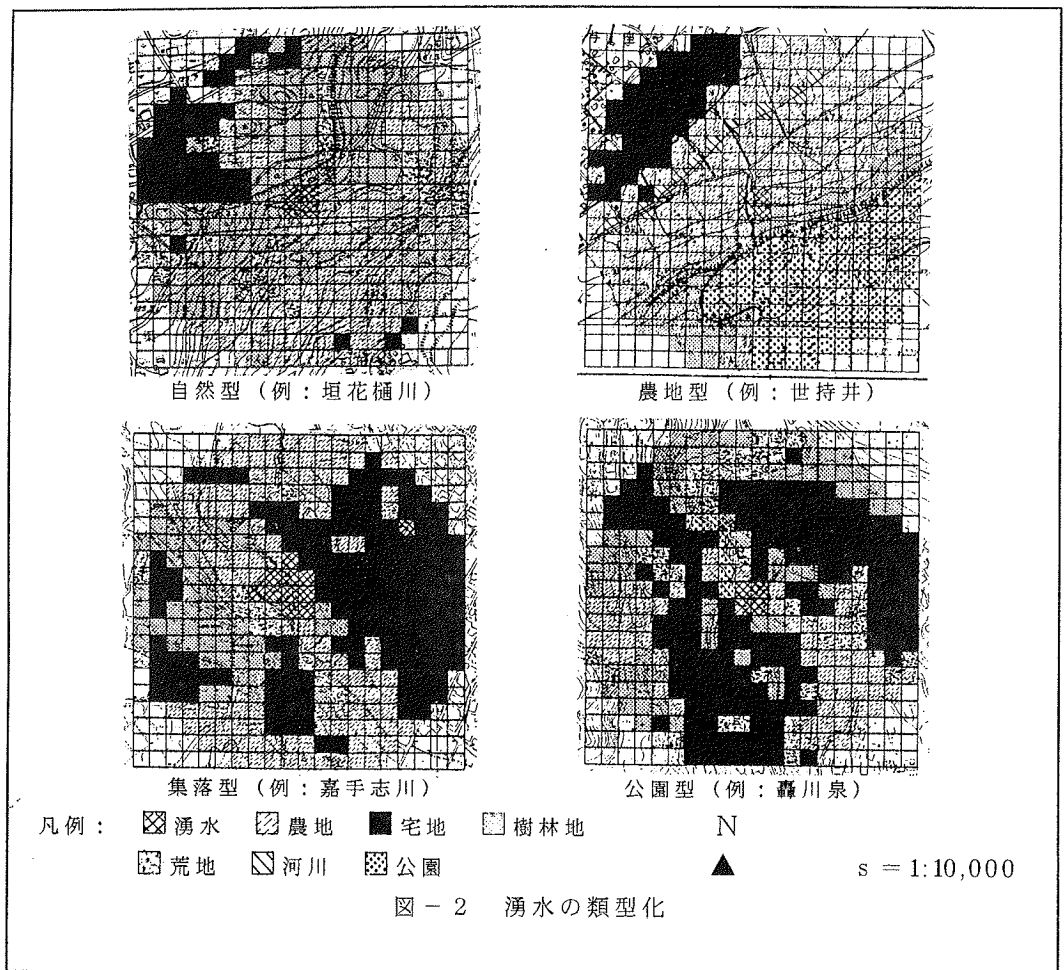 自然型（例：垣花樋川）
農地型（例：世持井）
集落型（例：嘉手志川）
公園型（例：轟川泉）
凡例： 湧水 農地 宅地 樹林地 N
荒地 河川 公園 s = 1:10,000
図－2 湧水の類型化